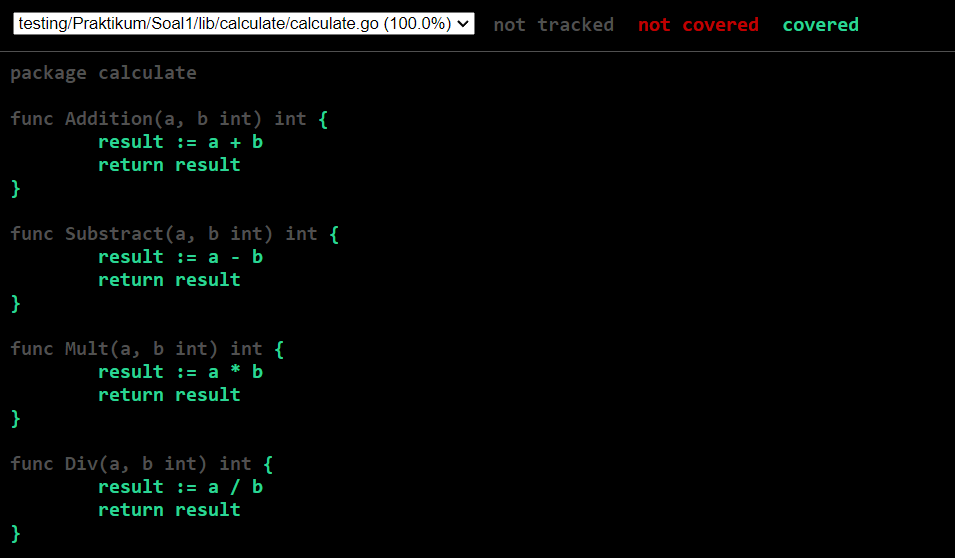 testing/Praktikum/Soal1/lib/calculate/calculate.go (100.0%) not tracked not covered covered
package calculate
func Addition(a, b int) int {
result := a + b
return result
}
func Substract(a, b int) int {
result := a - b
return result
}
func Mult(a, b int) int {
result := a * b
return result
}
func Div(a, b int) int {
result := a / b
return result
}